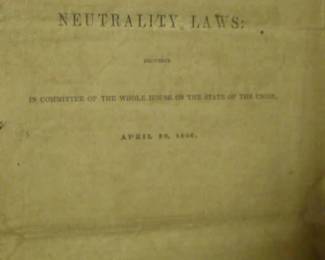 NEUTRALITY LAWS:
IN COMMITTEE OF THE WHOLE HOUSE ON THE STATE OF THE UNION,
APRIL